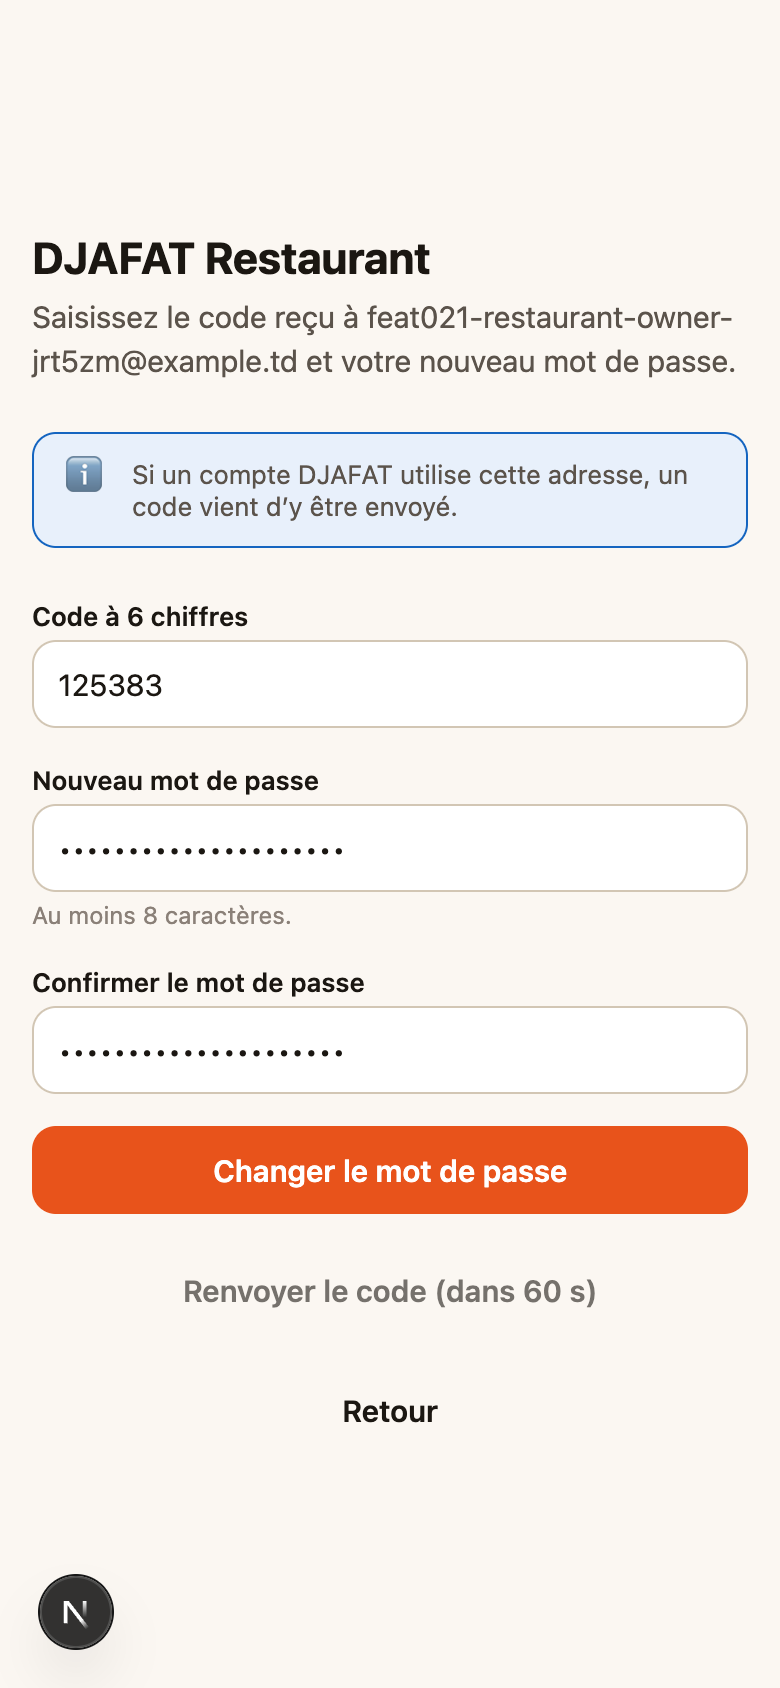 DJAFAT Restaurant
Saisissez le code reçu à feat021-restaurant-owner-
jrt5zm@example.td et votre nouveau mot de passe.
Si un compte DJAFAT utilise cette adresse, un
code vient d’y être envoyé.
Code à 6 chiffres
125383
Nouveau mot de passe
•••••••••••••••••••••
Au moins 8 caractères.
Confirmer le mot de passe
•••••••••••••••••••••
Changer le mot de passe
Renvoyer le code (dans 60 s)
Retour
N